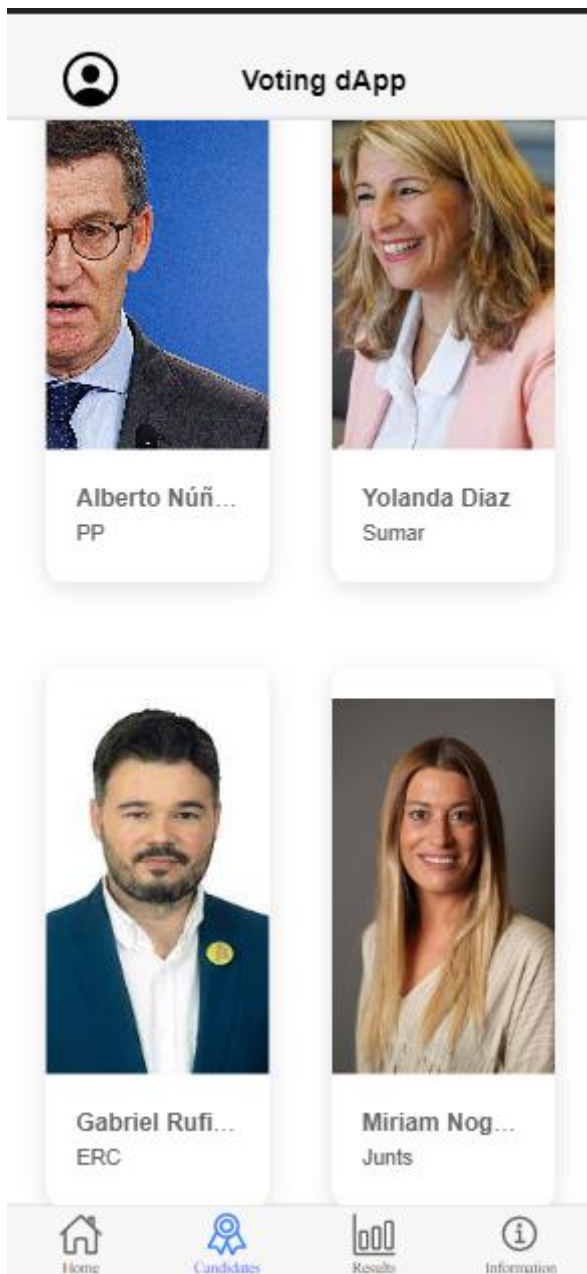 Voting dApp
Alberto Núñ...
PP
Yolanda Diaz
Sumar
Gabriel Rufi...
ERC
Miriam Nog...
Junts
Home
Candidates
Results
Information